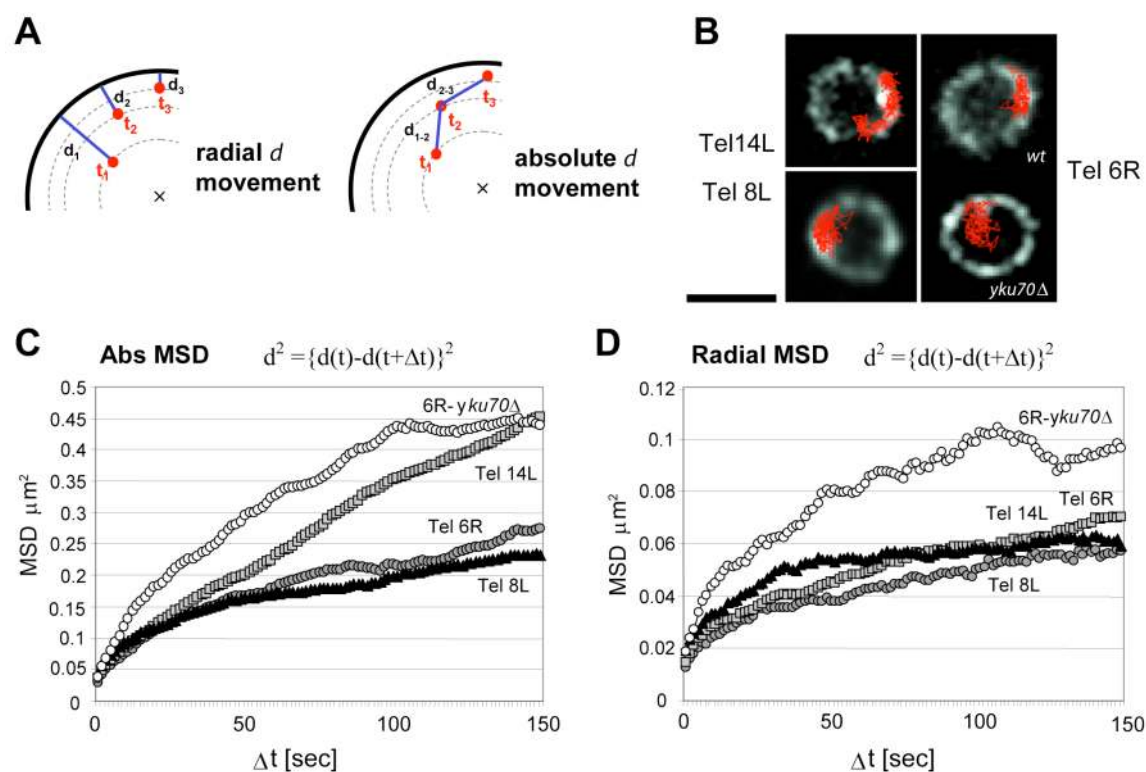 A
d1
d2
d3
t1
t2
t3
radial d
movement
d1-2
d2-3
t1
t2
t3
absolute d
movement
B
Tel14L
Tel 8L
wt
yku70Δ
Tel 6R
C
Abs MSD
d² ={d(t)-d(t+Δt)}²
MSD μm²
0.5
0.45
0.4
0.35
0.3
0.25
0.2
0.15
0.1
0.05
0
6R-yku70Δ
Tel 14L
Tel 6R
Tel 8L
0 50 100 150
Δt [sec]
D
Radial MSD
d² ={d(t)-d(t+Δt)}²
MSD μm²
0.12
0.1
0.08
0.06
0.04
0.02
0
6R-yku70Δ
Tel 6R
Tel 14L
Tel 8L
0 50 100 150
Δt [sec]